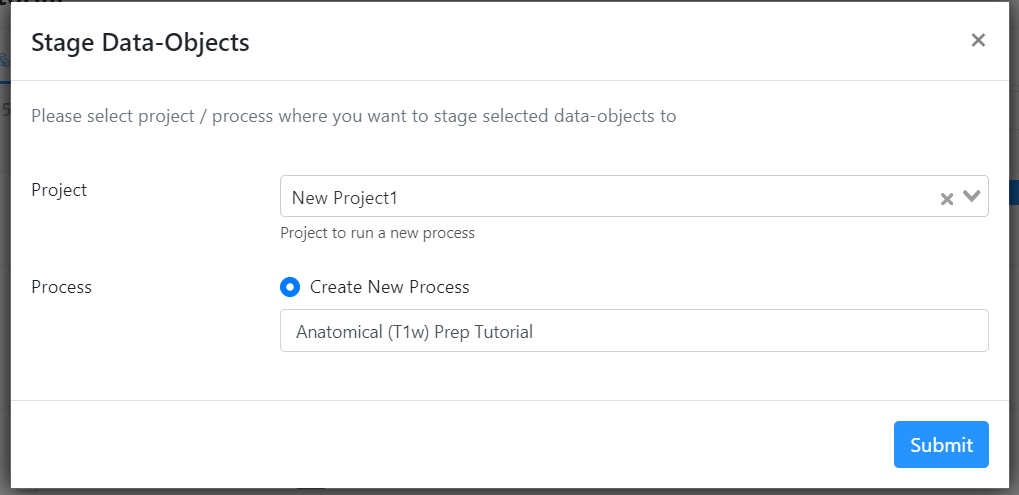 Stage Data-Objects
×
Please select project / process where you want to stage selected data-objects to
Project
New Project1
Project to run a new process
Process
Create New Process
Anatomical (T1w) Prep Tutorial
Submit